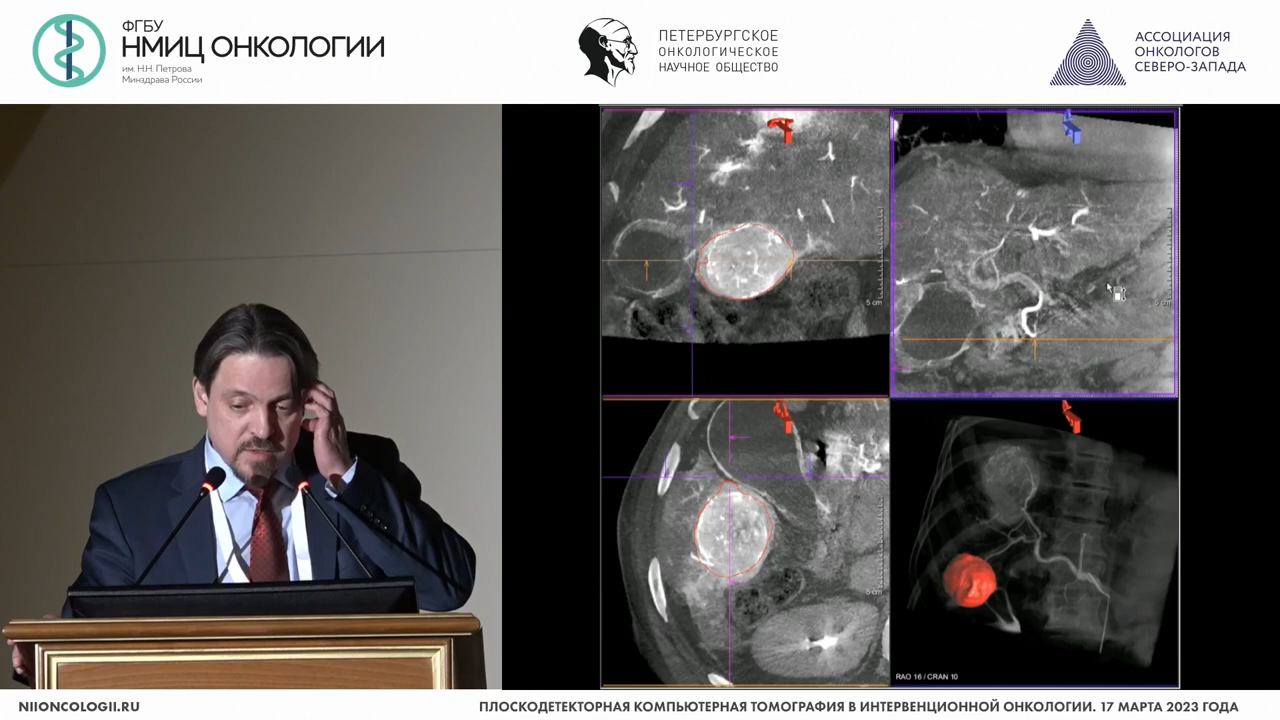 ФГБУ
НМИЦ ОНКОЛОГИИ
им. Н.Н. Петрова
Минздрава России
ПЕТЕРБУРГСКОЕ
ОНКОЛОГИЧЕСКОЕ
НАУЧНОЕ ОБЩЕСТВО
АССОЦИАЦИЯ
ОНКОЛОГОВ
СЕВЕРО-ЗАПАДА
5 cm
5 cm
RAO 16 / CRAN 10
NIIONCOLOGII.RU
ПЛОСКОДЕТЕКТОРНАЯ КОМПЬЮТЕРНАЯ ТОМОГРАФИЯ В ИНТЕРВЕНЦИОННОЙ ОНКОЛОГИИ. 17 МАРТА 2023 ГОДА